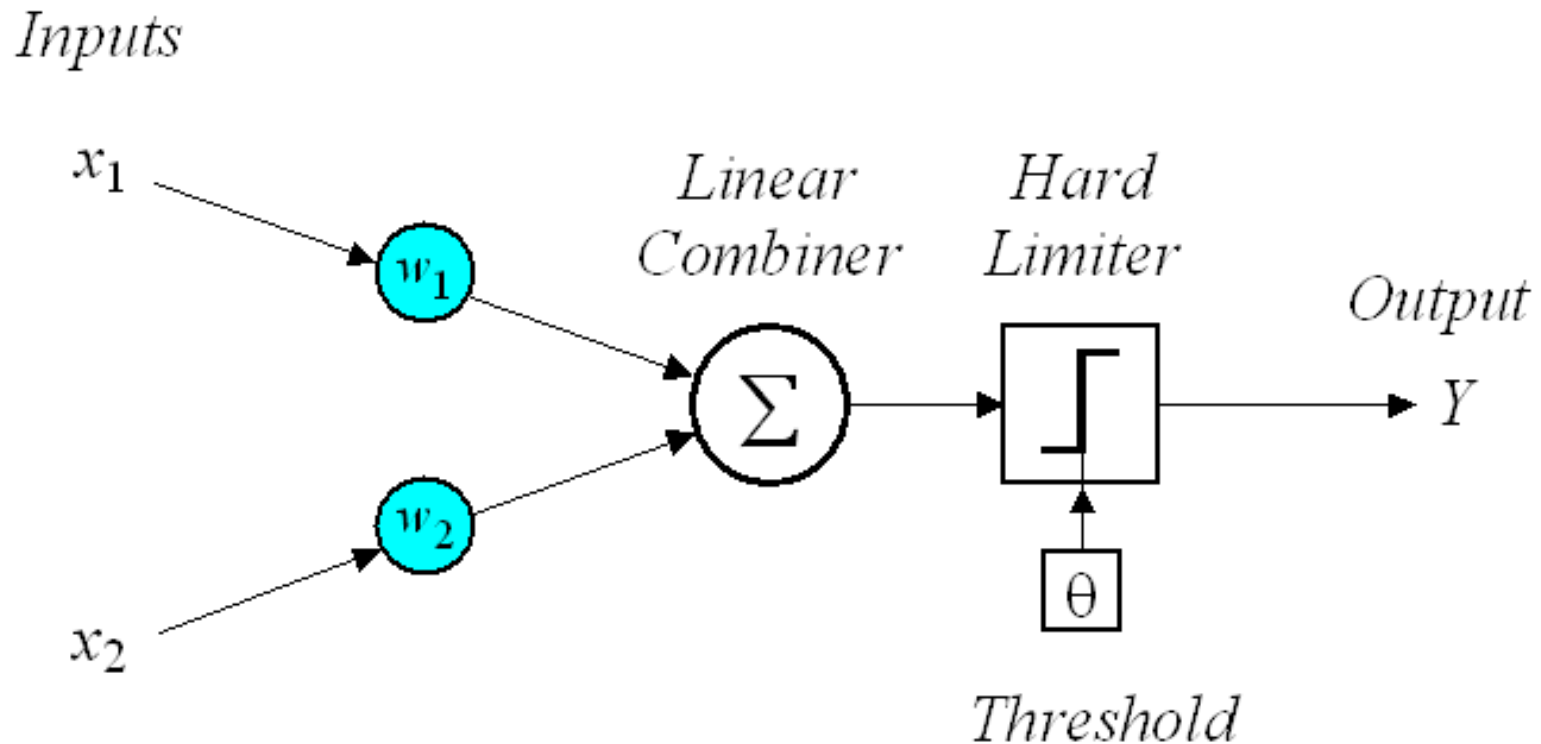 Inputs
x₁
Linear
Combiner
Hard
Limiter
w₁
Output
Σ
Y
w₂
θ
x₂
Threshold